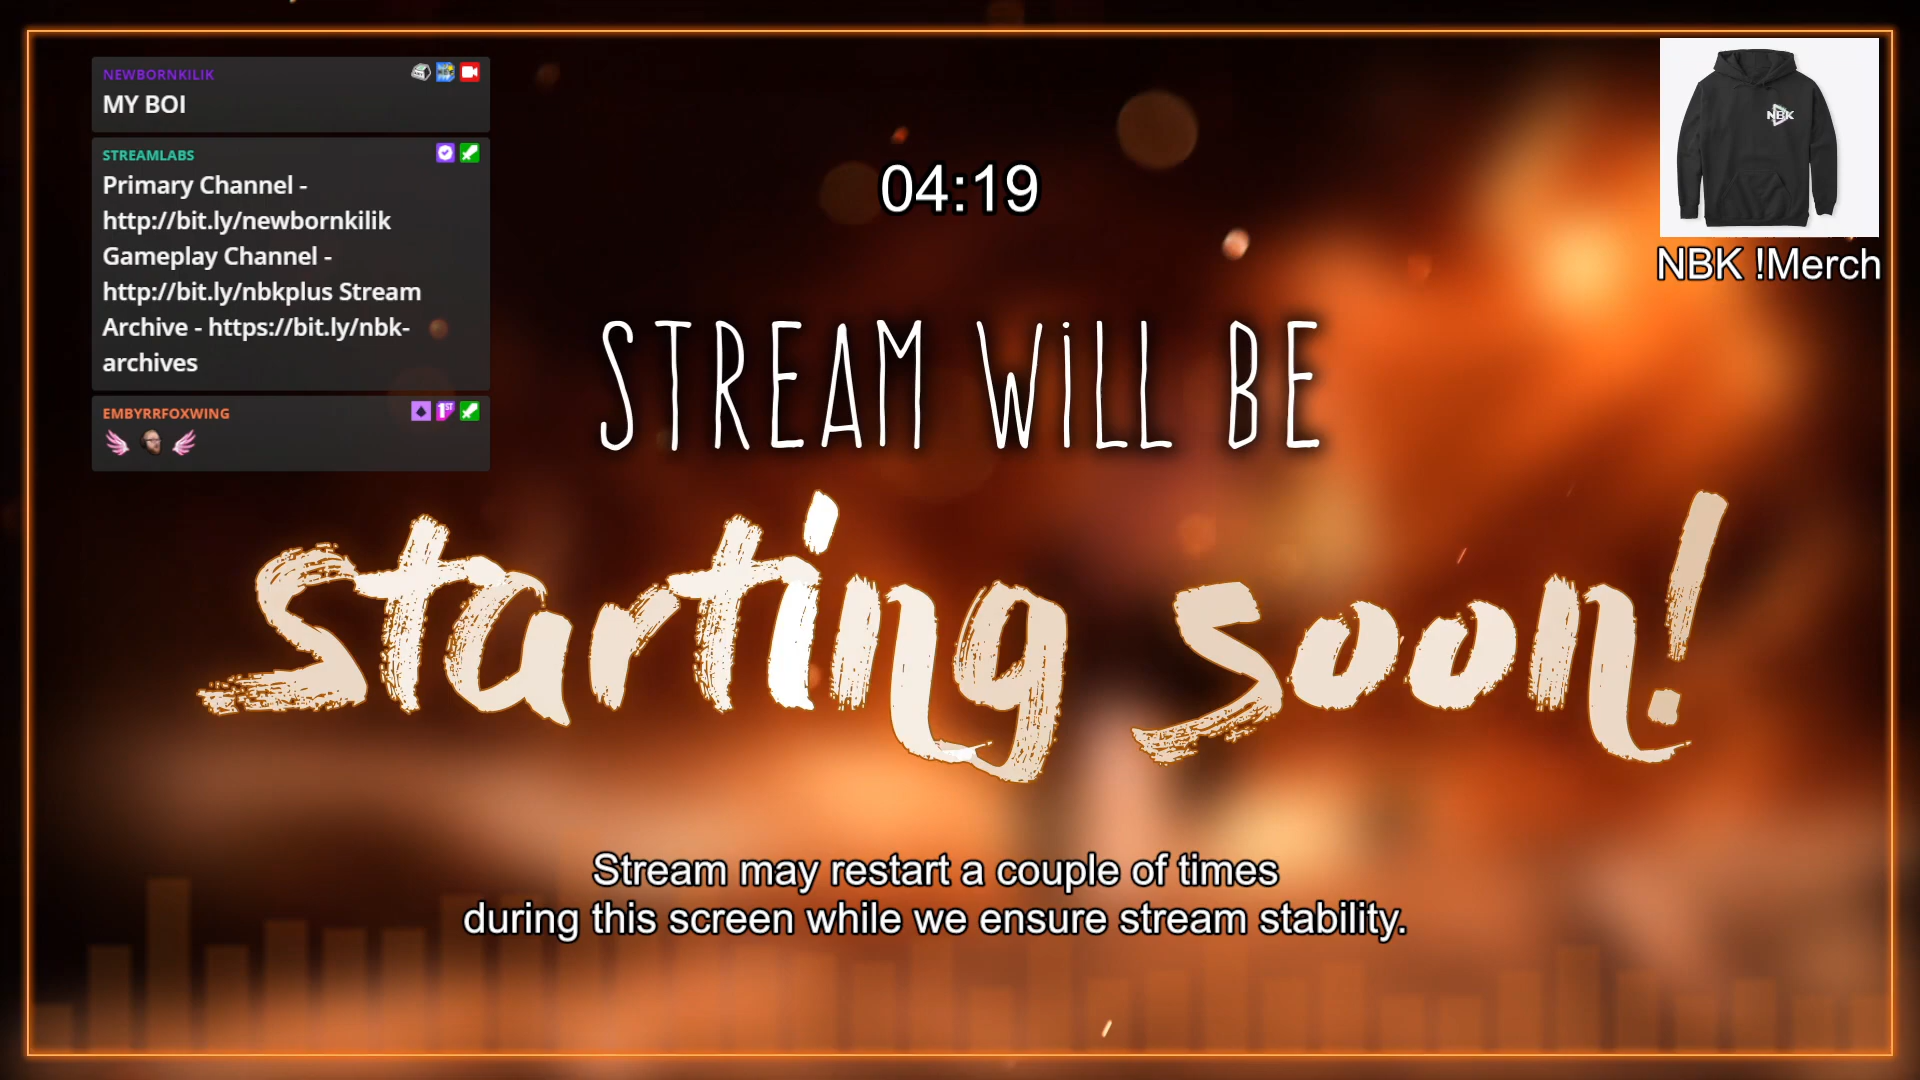 NEWBORNKILIK
MY BOI
STREAMLABS
Primary Channel -
http://bit.ly/newbornkilik
Gameplay Channel -
http://bit.ly/nbkplus Stream
Archive - https://bit.ly/nbk-
archives
EMBYRRFOXWING
1ST
04:19
NBK
NBK !Merch
STREAM WiLL BE
starting soon!
Stream may restart a couple of times
during this screen while we ensure stream stability.